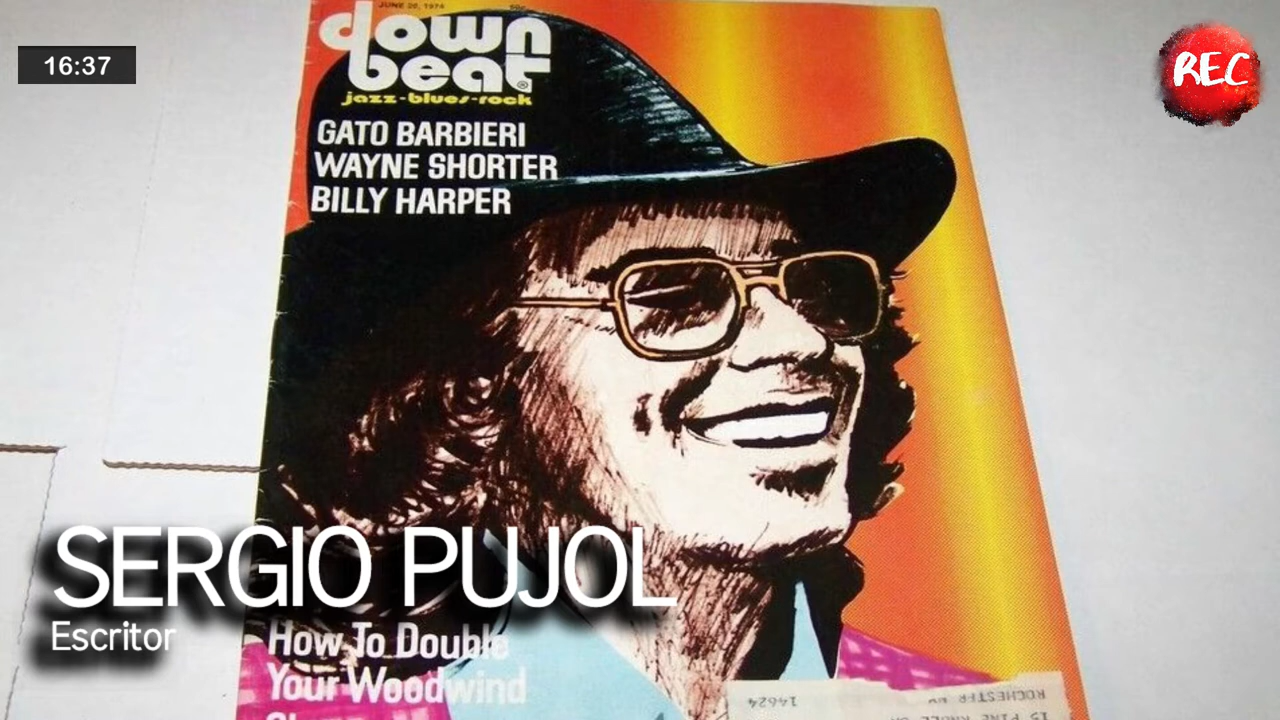 JUNE 20, 1974 60¢
down
beat®
jazz-blues-rock
16:37
REC
GATO BARBIERI
WAYNE SHORTER
BILLY HARPER
SERGIO PUJOL
Escritor
How To Double
Your Woodwind
14624
ROCHESTER NY